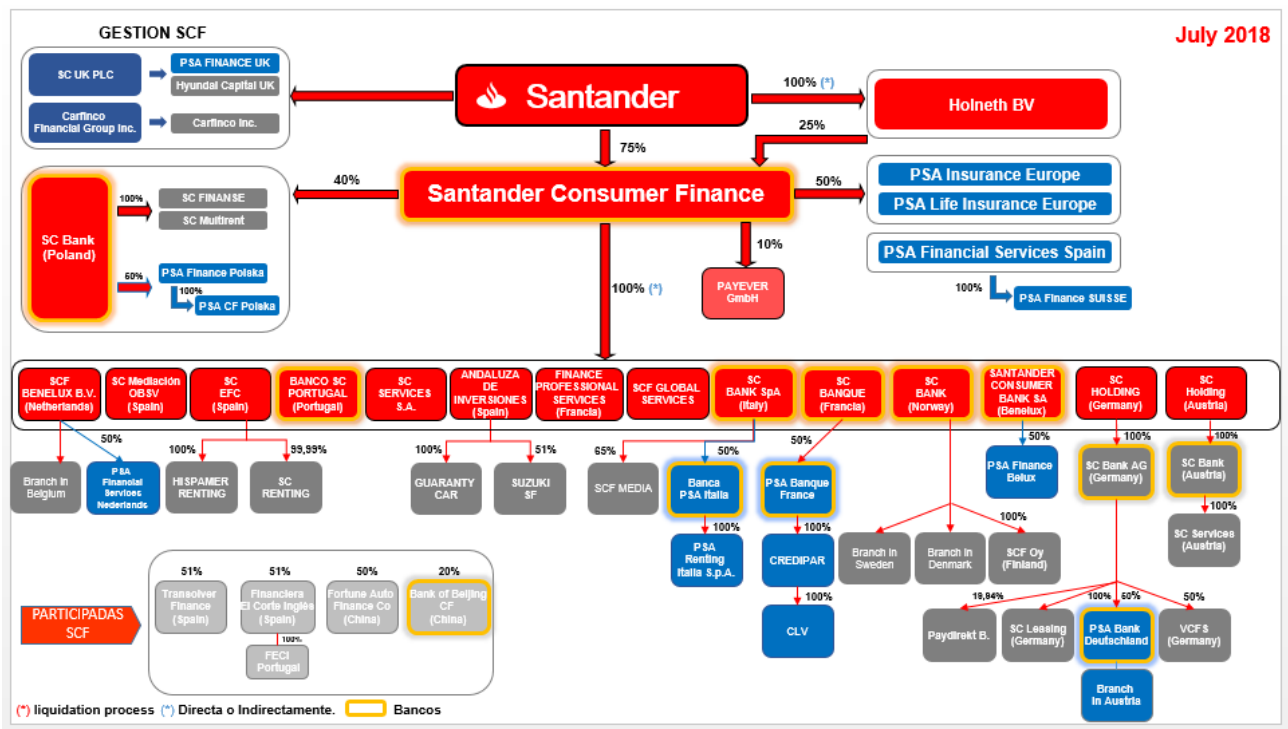 GESTION SCF
July 2018
SC UK PLC
PSA FINANCE UK
Hyundai Capital UK
Carfinco
Financial Group Inc.
Carfinco Inc.
Santander
100% (*)
Holneth BV
25%
75%
40%
Santander Consumer Finance
50%
PSA Insurance Europe
PSA Life Insurance Europe
SC Bank
(Poland)
100%
SC FINANSE
SC Multirent
50%
PSA Finance Polska
100%
PSA CF Polska
10%
PAYEVER
GmbH
PSA Financial Services Spain
100%
PSA Finance SUISSE
100% (*)
SCF
BENELUX B.V.
(Netherlands)
SC Mediación
OBSV
(Spain)
SC
EFC
(Spain)
BANCO SC
PORTUGAL
(Portugal)
SC
SERVICES
S.A.
ANDALUZA
DE
INVERSIONES
(Spain)
FINANCE
PROFESSIONAL
SERVICES
(Francia)
SCF GLOBAL
SERVICES
SC
BANK SpA
(Italy)
SC
BANQUE
(Francia)
SC
BANK
(Norway)
SANTANDER
CONSUMER
BANK SA
(Benelux)
SC
HOLDING
(Germany)
SC
Holding
(Austria)
50%
100%
99,99%
100%
51%
65%
50%
50%
50%
100%
100%
Branch in
Belgium
PSA
Financial
Services
Nederlands
HISPAMER
RENTING
SC
RENTING
GUARANTY
CAR
SUZUKI
SF
SCF MEDIA
Banca
PSA Italia
PSA Banque
France
PSA Finance
Belux
SC Bank AG
(Germany)
SC Bank
(Austria)
100%
100%
100%
100%
PSA
Renting
Italia S.p.A.
CREDIPAR
Branch in
Sweden
Branch in
Denmark
SCF Oy
(Finland)
SC Services
(Austria)
100%
CLV
19,94%
100%
50%
50%
Paydirekt B.
SC Leasing
(Germany)
PSA Bank
Deutschland
VCFS
(Germany)
Branch
in Austria
PARTICIPADAS
SCF
51%
51%
50%
20%
Transolver
Finance
(Spain)
Financiera
El Corte Inglés
(Spain)
Fortune Auto
Finance Co
(China)
Bank of Beijing
CF
(China)
100%
FECI
Portugal
(*) liquidation process (*) Directa o Indirectamente. Bancos